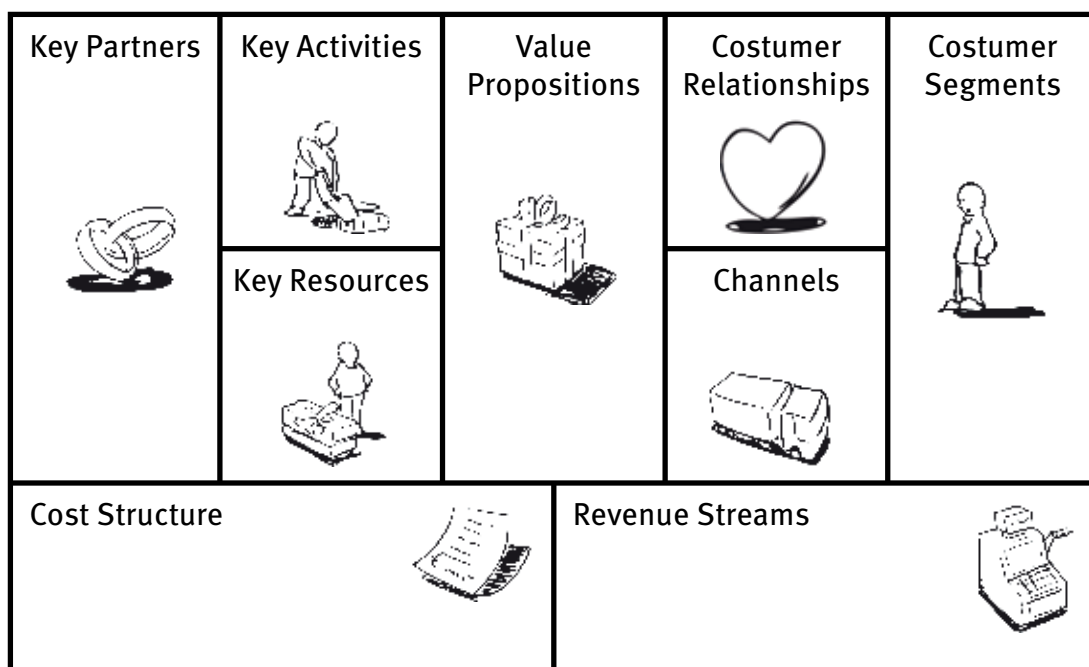 Key Partners
Key Activities
Key Resources
Value
Propositions
Costumer
Relationships
Channels
Costumer
Segments
Cost Structure
Revenue Streams